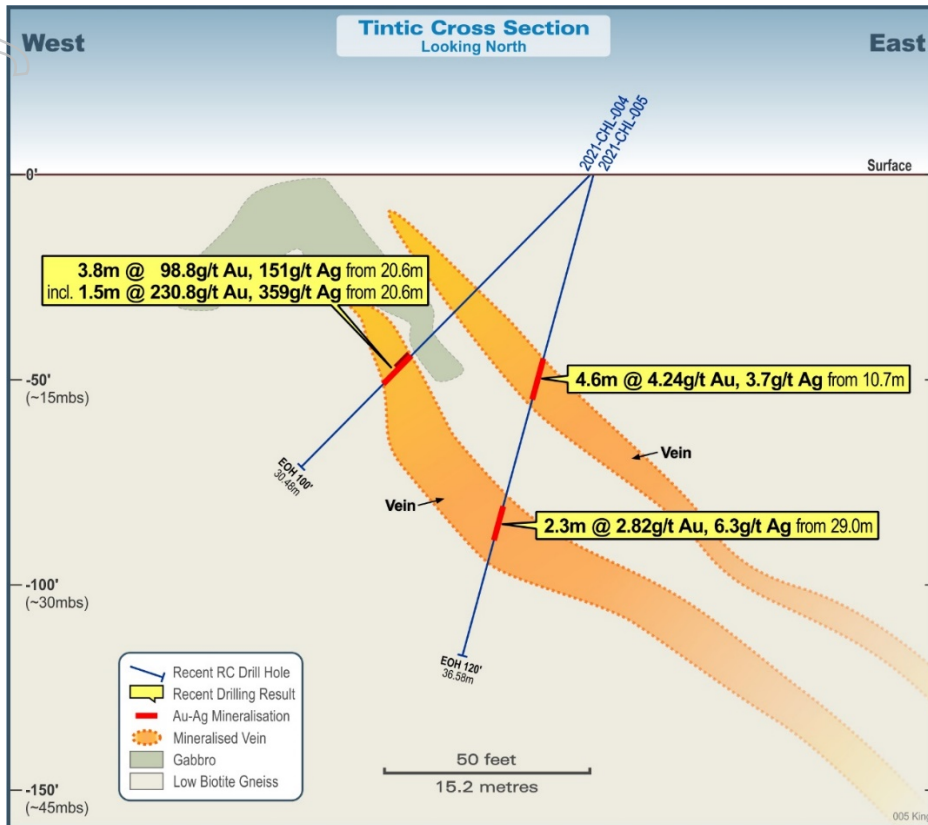 West
Tintic Cross Section
Looking North
East
2021-CHL-004
2021-CHL-005
Surface
0'
3.8m @ 98.8g/t Au, 151g/t Ag from 20.6m
incl. 1.5m @ 230.8g/t Au, 359g/t Ag from 20.6m
-50'
(~15mbs)
4.6m @ 4.24g/t Au, 3.7g/t Ag from 10.7m
EOH 100'
30.48m
Vein
Vein
2.3m @ 2.82g/t Au, 6.3g/t Ag from 29.0m
-100'
(~30mbs)
EOH 120'
36.58m
Recent RC Drill Hole
Recent Drilling Result
Au-Ag Mineralisation
Mineralised Vein
Gabbro
Low Biotite Gneiss
50 feet
15.2 metres
-150'
(~45mbs)
005 King